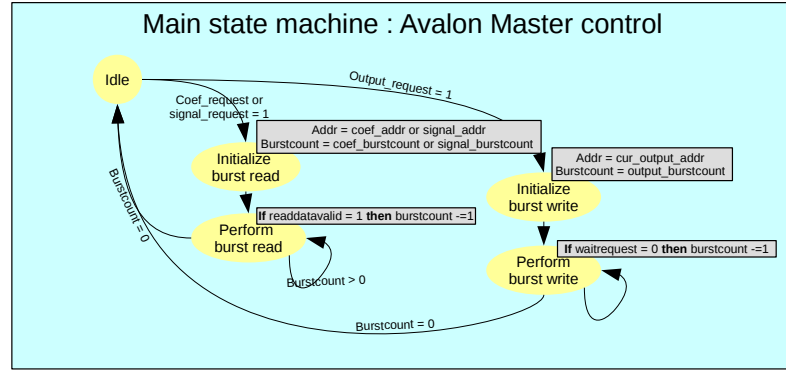 Main state machine : Avalon Master control
Idle
Output_request = 1
Coef_request or
signal_request = 1
Addr = coef_addr or signal_addr
Burstcount = coef_burstcount or signal_burstcount
Initialize
burst read
Addr = cur_output_addr
Burstcount = output_burstcount
Initialize
burst write
Burstcount = 0
If readdatavalid = 1 then burstcount -=1
Perform
burst read
Burstcount > 0
If waitrequest = 0 then burstcount -=1
Perform
burst write
Burstcount = 0